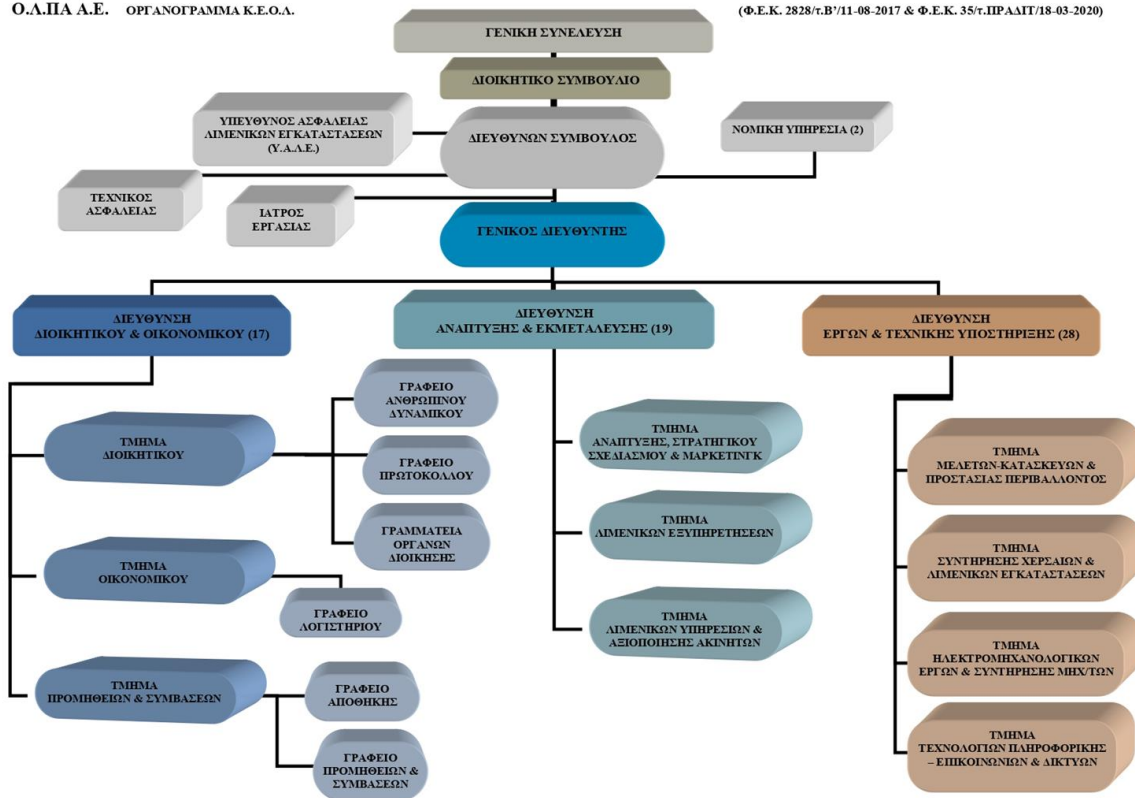 Ο.Λ.ΠΑ Α.Ε. ΟΡΓΑΝΟΓΡΑΜΜΑ Κ.Ε.Ο.Λ.
(Φ.Ε.Κ. 2828/τ.Β’/11-08-2017 & Φ.Ε.Κ. 35/τ.ΠΡΑΔΙΤ/18-03-2020)
ΓΕΝΙΚΗ ΣΥΝΕΛΕΥΣΗ
ΔΙΟΙΚΗΤΙΚΟ ΣΥΜΒΟΥΛΙΟ
ΥΠΕΥΘΥΝΟΣ ΑΣΦΑΛΕΙΑΣ
ΛΙΜΕΝΙΚΩΝ ΕΓΚΑΤΑΣΤΑΣΕΩΝ
(Υ.Α.Λ.Ε.)
ΔΙΕΥΘΥΝΩΝ ΣΥΜΒΟΥΛΟΣ
ΝΟΜΙΚΗ ΥΠΗΡΕΣΙΑ (2)
ΤΕΧΝΙΚΟΣ
ΑΣΦΑΛΕΙΑΣ
ΙΑΤΡΟΣ
ΕΡΓΑΣΙΑΣ
ΓΕΝΙΚΟΣ ΔΙΕΥΘΥΝΤΗΣ
ΔΙΕΥΘΥΝΣΗ
ΔΙΟΙΚΗΤΙΚΟΥ & ΟΙΚΟΝΟΜΙΚΟΥ (17)
ΔΙΕΥΘΥΝΣΗ
ΑΝΑΠΤΥΞΗΣ & ΕΚΜΕΤΑΛΕΥΣΗΣ (19)
ΔΙΕΥΘΥΝΣΗ
ΕΡΓΩΝ & ΤΕΧΝΙΚΗΣ ΥΠΟΣΤΗΡΙΞΗΣ (28)
ΤΜΗΜΑ
ΔΙΟΙΚΗΤΙΚΟΥ
ΓΡΑΦΕΙΟ
ΑΝΘΡΩΠΙΝΟΥ
ΔΥΝΑΜΙΚΟΥ
ΓΡΑΦΕΙΟ
ΠΡΩΤΟΚΟΛΛΟΥ
ΓΡΑΜΜΑΤΕΙΑ
ΟΡΓΑΝΩΝ
ΔΙΟΙΚΗΣΗΣ
ΤΜΗΜΑ
ΟΙΚΟΝΟΜΙΚΟΥ
ΓΡΑΦΕΙΟ
ΛΟΓΙΣΤΗΡΙΟΥ
ΤΜΗΜΑ
ΠΡΟΜΗΘΕΙΩΝ & ΣΥΜΒΑΣΕΩΝ
ΓΡΑΦΕΙΟ
ΑΠΟΘΗΚΗΣ
ΓΡΑΦΕΙΟ
ΠΡΟΜΗΘΕΙΩΝ &
ΣΥΜΒΑΣΕΩΝ
ΤΜΗΜΑ
ΑΝΑΠΤΥΞΗΣ, ΣΤΡΑΤΗΓΙΚΟΥ
ΣΧΕΔΙΑΣΜΟΥ & ΜΑΡΚΕΤΙΝΓΚ
ΤΜΗΜΑ
ΛΙΜΕΝΙΚΩΝ ΕΞΥΠΗΡΕΤΗΣΕΩΝ
ΤΜΗΜΑ
ΛΙΜΕΝΙΚΩΝ ΥΠΗΡΕΣΙΩΝ &
ΑΞΙΟΠΟΙΗΣΗΣ ΑΚΙΝΗΤΩΝ
ΤΜΗΜΑ
ΜΕΛΕΤΩΝ-ΚΑΤΑΣΚΕΥΩΝ &
ΠΡΟΣΤΑΣΙΑΣ ΠΕΡΙΒΑΛΛΟΝΤΟΣ
ΤΜΗΜΑ
ΣΥΝΤΗΡΗΣΗΣ ΧΕΡΣΑΙΩΝ &
ΛΙΜΕΝΙΚΩΝ ΕΓΚΑΤΑΣΤΑΣΕΩΝ
ΤΜΗΜΑ
ΗΛΕΚΤΡΟΜΗΧΑΝΟΛΟΓΙΚΩΝ
ΕΡΓΩΝ & ΣΥΝΤΗΡΗΣΗΣ ΜΗΧ/ΤΩΝ
ΤΜΗΜΑ
ΤΕΧΝΟΛΟΓΙΩΝ ΠΛΗΡΟΦΟΡΙΚΗΣ
– ΕΠΙΚΟΙΝΩΝΙΩΝ & ΔΙΚΤΥΩΝ